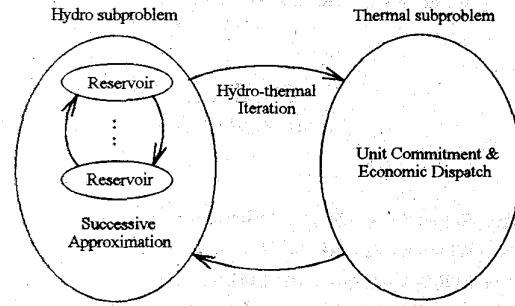 Hydro subproblem
Thermal subproblem
Reservoir
Hydro-thermal
Iteration
Reservoir
Unit Commitment &
Economic Dispatch
Successive
Approximation